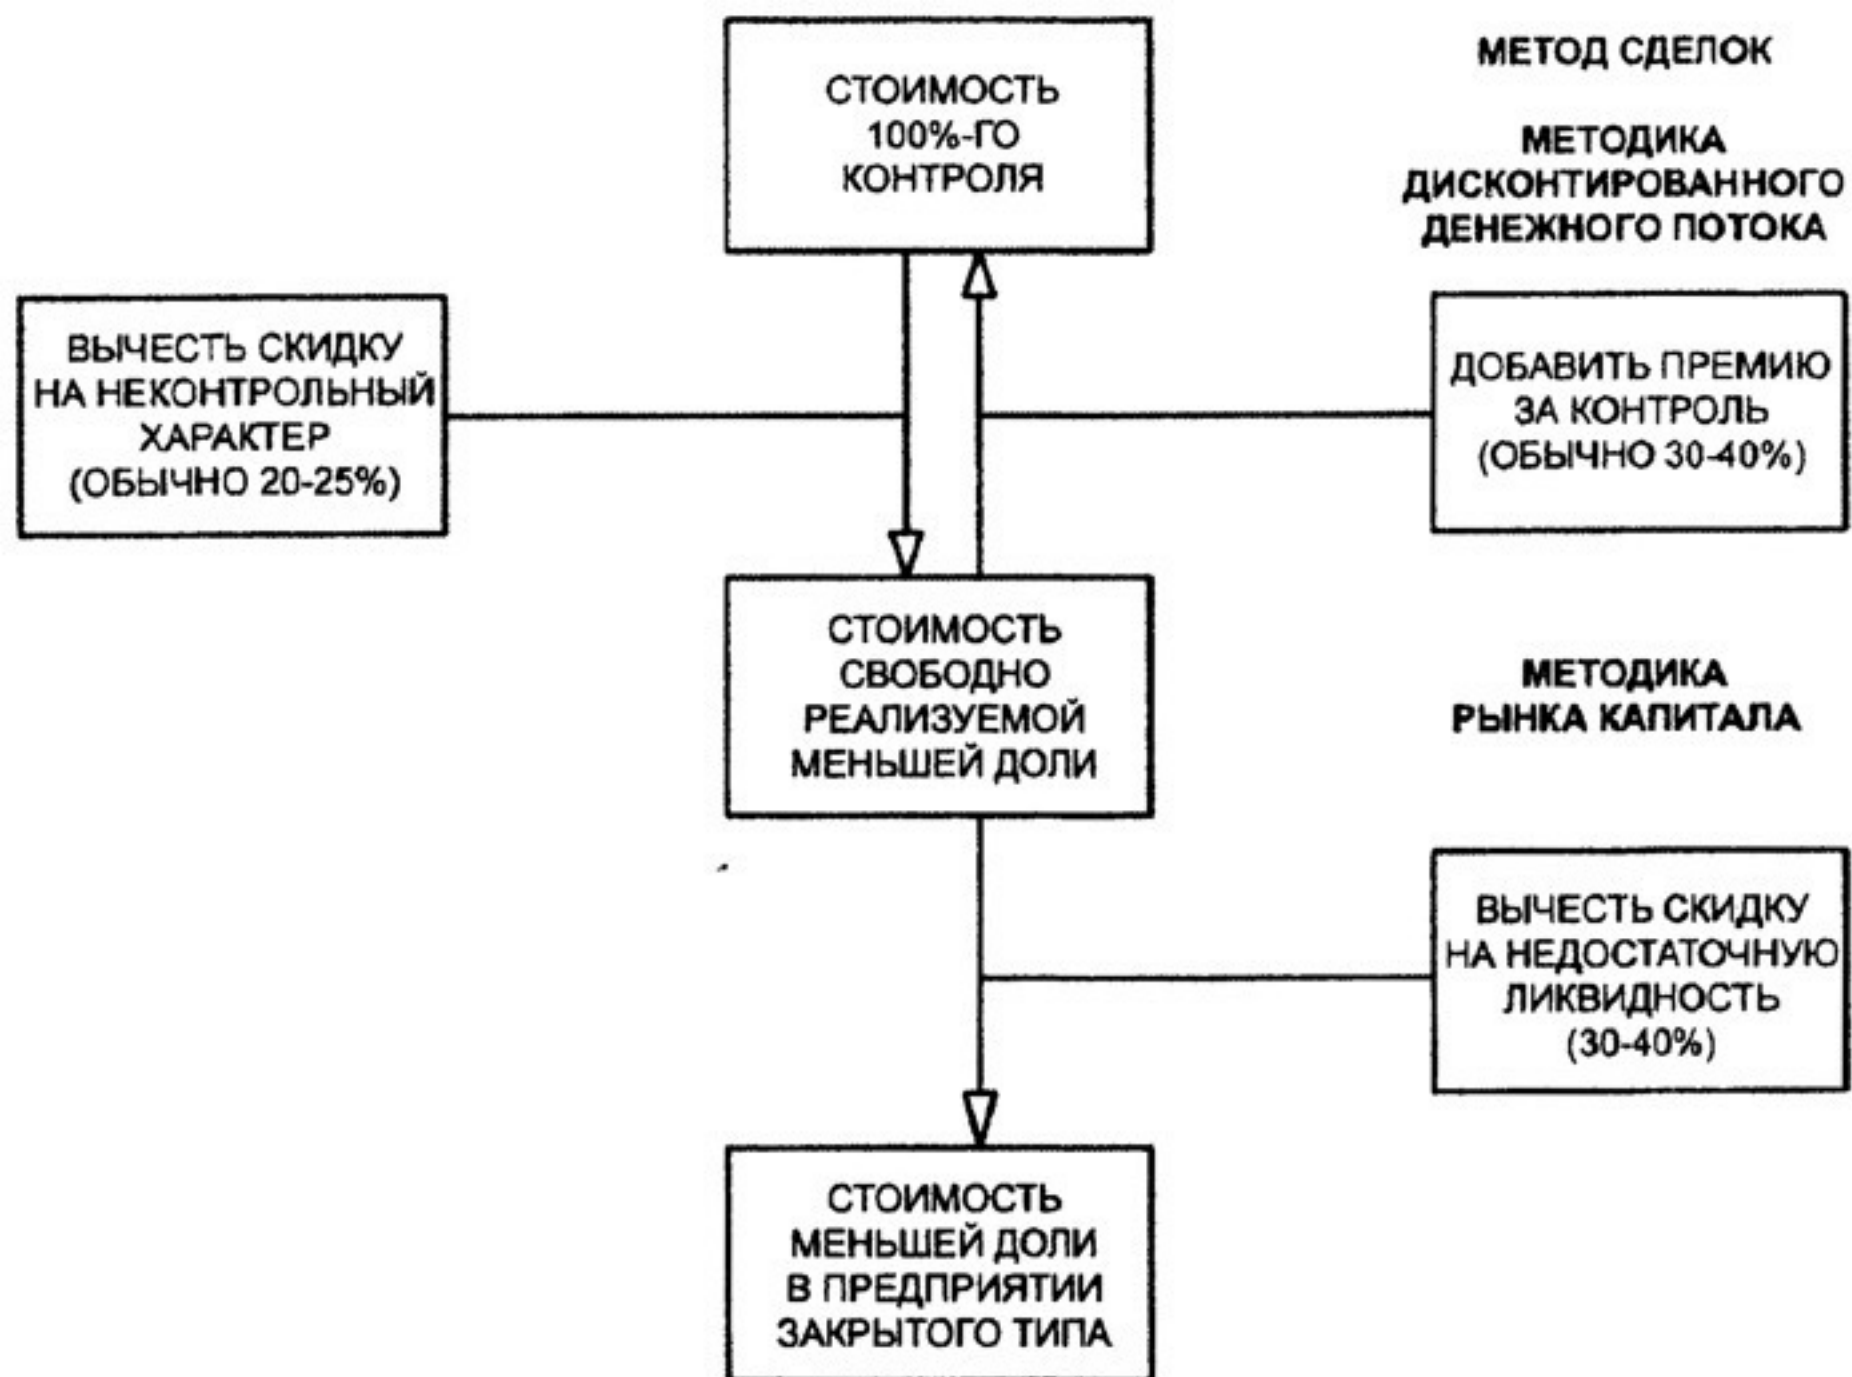 СТОИМОСТЬ
100%-ГО
КОНТРОЛЯ
МЕТОД СДЕЛОК
МЕТОДИКА
ДИСКОНТИРОВАННОГО
ДЕНЕЖНОГО ПОТОКА
ВЫЧЕСТЬ СКИДКУ
НА НЕКОНТРОЛЬНЫЙ
ХАРАКТЕР
(ОБЫЧНО 20-25%)
ДОБАВИТЬ ПРЕМИЮ
ЗА КОНТРОЛЬ
(ОБЫЧНО 30-40%)
СТОИМОСТЬ
СВОБОДНО
РЕАЛИЗУЕМОЙ
МЕНЬШЕЙ ДОЛИ
МЕТОДИКА
РЫНКА КАПИТАЛА
ВЫЧЕСТЬ СКИДКУ
НА НЕДОСТАТОЧНУЮ
ЛИКВИДНОСТЬ
(30-40%)
СТОИМОСТЬ
МЕНЬШЕЙ ДОЛИ
В ПРЕДПРИЯТИИ
ЗАКРЫТОГО ТИПА